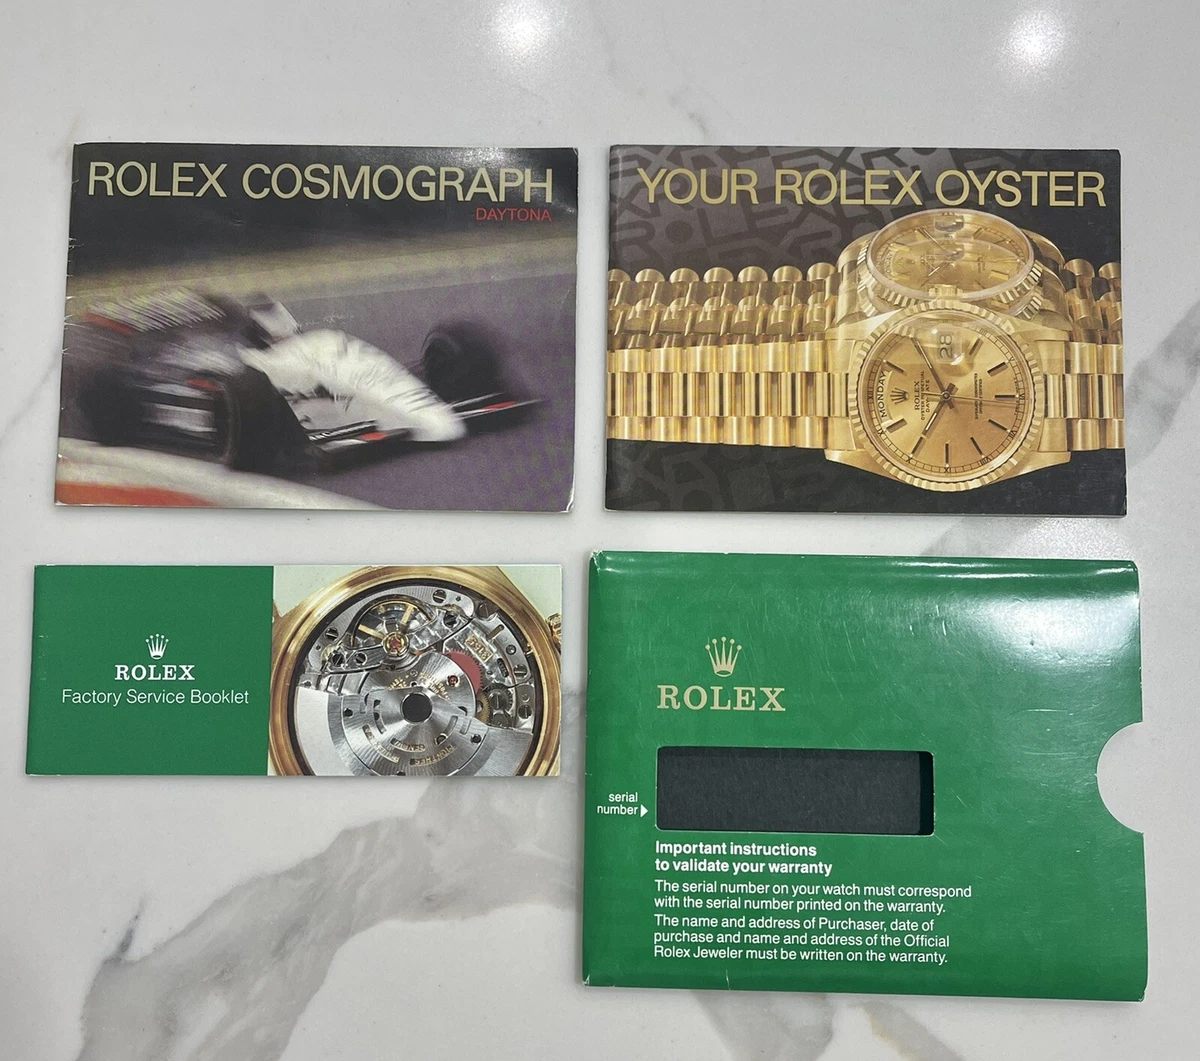 ROLEX COSMOGRAPH
DAYTONA
YOUR ROLEX OYSTER
MONDAY
28
ROLEX
ROLEX
Factory Service Booklet
ROLEX
serial
number
Important instructions
to validate your warranty
The serial number on your watch must correspond
with the serial number printed on the warranty.
The name and address of Purchaser, date of
purchase and name and address of the Official
Rolex Jeweler must be written on the warranty.